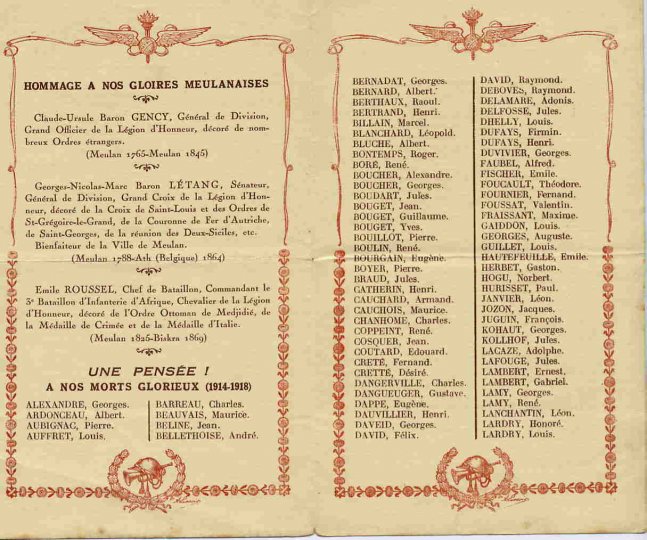 HOMMAGE A NOS GLOIRES MEULANAISES
Claude-Ursule Baron GENCY, Général de Division,
Grand Officier de la Légion d'Honneur, décoré de nom-
breux Ordres étrangers.
(Meulan 1765-Meulan 1845)
Georges-Nicolas-Marc Baron LÉTANG, Sénateur,
Général de Division, Grand Croix de la Légion d'Hon-
neur, décoré de la Croix de Saint-Louis et des Ordres de
St-Grégoire-le-Grand, de la Couronne de Fer d'Autriche,
de Saint-Georges, de la réunion des Deux-Siciles, etc.
Bienfaiteur de la Ville de Meulan.
(Meulan 1788-Ath (Belgique) 1864)
Emile ROUSSEL, Chef de Bataillon, Commandant le
3e Bataillon d'Infanterie d'Afrique, Chevalier de la Légion
d'Honneur, décoré de l'Ordre Ottoman de Medjidié, de
la Médaille de Crimée et de la Médaille d'Italie.
(Meulan 1825-Biskra 1869)
UNE PENSÉE !
A NOS MORTS GLORIEUX (1914-1918)
ALEXANDRE, Georges.
ARDONCEAU, Albert.
AUBIGNAC, Pierre.
AUFFRET, Louis.
BARREAU, Charles.
BEAUVAIS, Maurice.
BELINE, Jean.
BELLETHOISE, André.
BERNADAT, Georges.
BERNARD, Albert.
BERTHAUX, Raoul.
BERTRAND, Henri.
BILLAIN, Marcel.
BLANCHARD, Léopold.
BLUCHE, Albert.
BONTEMPS, Roger.
BORÉ, René.
BOUCHER, Alexandre.
BOUCHER, Georges.
BOUDART, Jules.
BOUGET, Jean.
BOUGET, Guillaume.
BOUGET, Yves.
BOUILLOT, Pierre.
BOULIN, René.
BOURGAIN, Eugène.
BOYER, Pierre.
BRAUD, Jules.
CATHERIN, Henri.
CAUCHARD, Armand.
CAUCHOIS, Maurice.
CHANHOME, Charles.
COPPEINT, René.
COSQUER, Jean.
COUTARD, Edouard.
CRETÉ, Fernand.
CRETTÉ, Désiré.
DANGERVILLE, Charles.
DANGUEUGER, Gustave.
DAPPE, Eugène.
DAUVILLIER, Henri.
DAVEID, Georges.
DAVID, Félix.
DAVID, Raymond.
DEBOVES, Raymond.
DELAMARE, Adonis.
DELFOSSE, Jules.
DHELLY, Louis.
DUFAYS, Firmin.
DUFAYS, Henri.
DUVIVIER, Georges.
FAUBEL, Alfred.
FISCHER, Emile.
FOUCAULT, Théodore.
FOURNIER, Fernand.
FOUSSAT, Valentin.
FRAISSANT, Maxime.
GAIDDON, Louis.
GEORGES, Auguste.
GUILLET, Louis.
HAUTEFEUILLE, Emile.
HERBET, Gaston.
HOGU, Norbert.
HURISSET, Paul.
JANVIER, Léon.
JOZON, Jacques.
JUGUIN, François.
KOHAUT, Georges.
KOLLHOF, Jules.
LACAZE, Adolphe.
LAFOUGE, Jules.
LAMBERT, Ernest.
LAMBERT, Gabriel.
LAMY, Georges.
LAMY, René.
LANCHANTIN, Léon.
LARDRY, Honoré.
LARDRY, Louis.